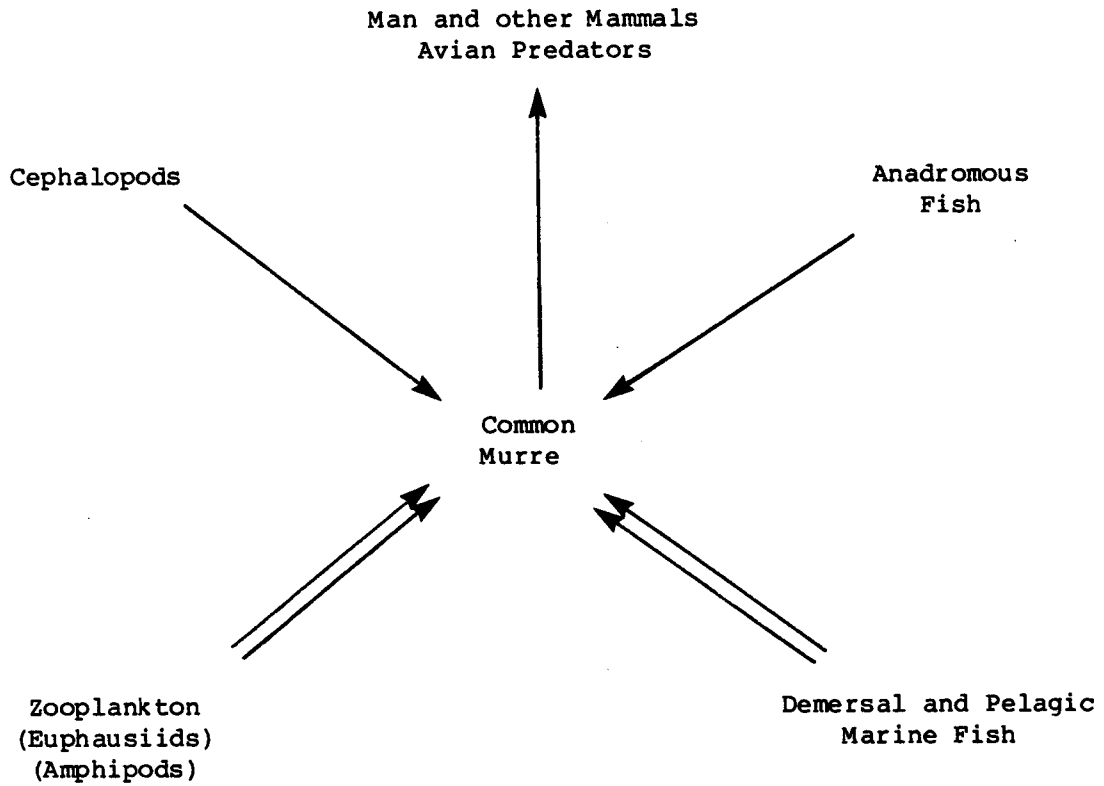 Man and other Mammals
Avian Predators
Cephalopods
Anadromous
Fish
Common
Murre
Zooplankton
(Euphausiids)
(Amphipods)
Demersal and Pelagic
Marine Fish